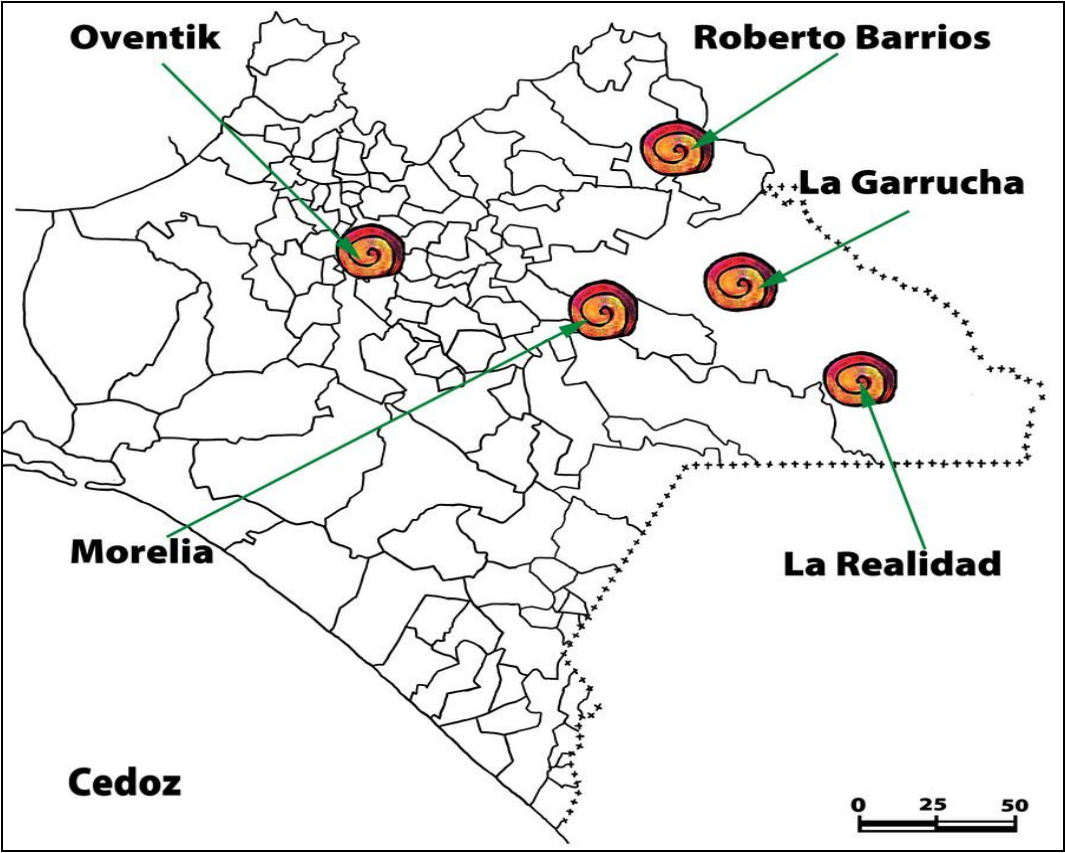 Oventik
Roberto Barrios
La Garrucha
Morelia
La Realidad
Cedoz
0 25 50